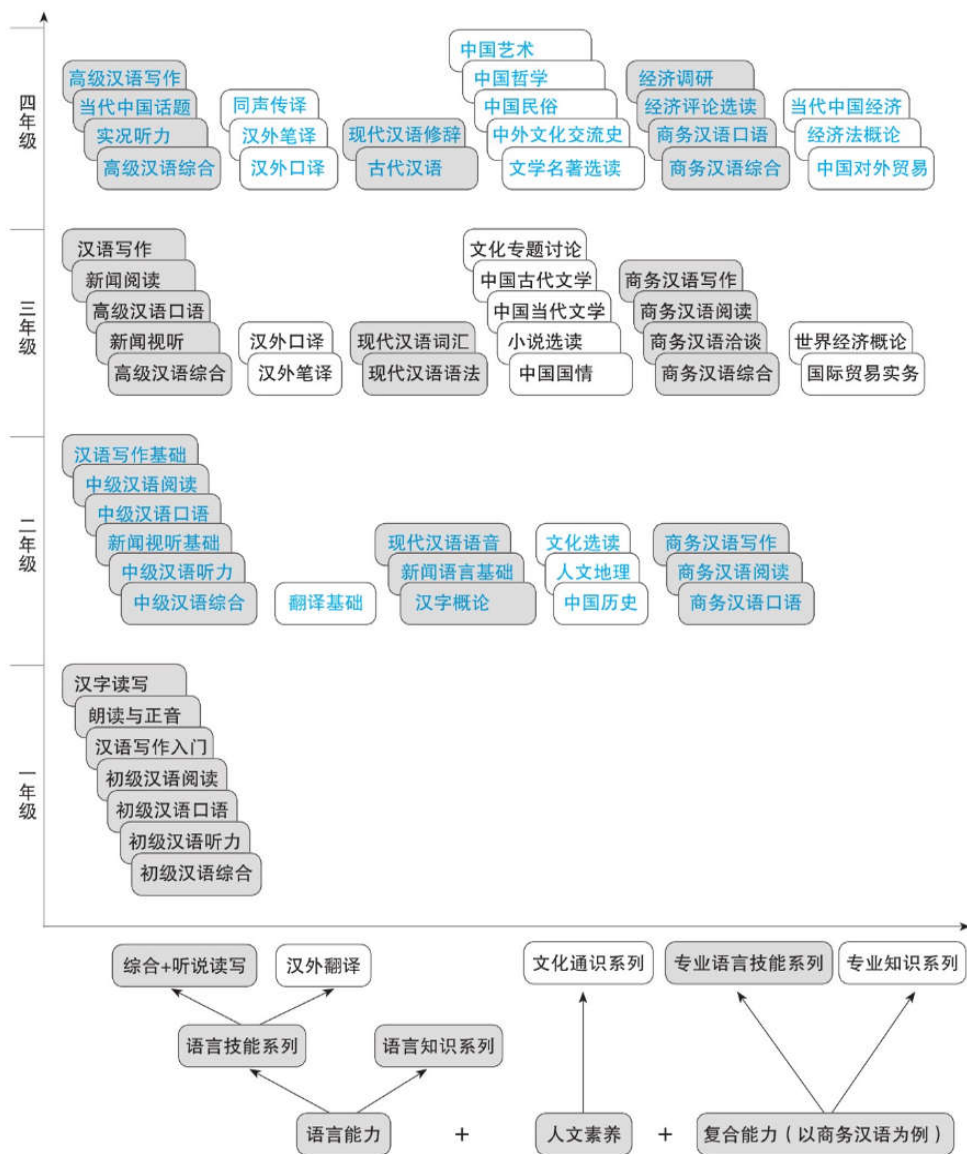 四年级
高级汉语写作
当代中国话题
实况听力
高级汉语综合
同声传译
汉外笔译
汉外口译
现代汉语修辞
古代汉语
中国艺术
中国哲学
中国民俗
中外文化交流史
文学名著选读
经济调研
经济评论选读
商务汉语口语
商务汉语综合
当代中国经济
经济法概论
中国对外贸易
三年级
汉语写作
新闻阅读
高级汉语口语
新闻视听
高级汉语综合
汉外口译
汉外笔译
现代汉语词汇
现代汉语语法
文化专题讨论
中国古代文学
中国当代文学
小说选读
中国国情
商务汉语写作
商务汉语阅读
商务汉语洽谈
商务汉语综合
世界经济概论
国际贸易实务
二年级
汉语写作基础
中级汉语阅读
中级汉语口语
新闻视听基础
中级汉语听力
中级汉语综合
翻译基础
现代汉语语音
新闻语言基础
汉字概论
文化选读
人文地理
中国历史
商务汉语写作
商务汉语阅读
商务汉语口语
一年级
汉字读写
朗读与正音
汉语写作入门
初级汉语阅读
初级汉语口语
初级汉语听力
初级汉语综合
综合+听说读写
汉外翻译
文化通识系列
专业语言技能系列
专业知识系列
语言技能系列
语言知识系列
语言能力
+
人文素养
+
复合能力（以商务汉语为例）